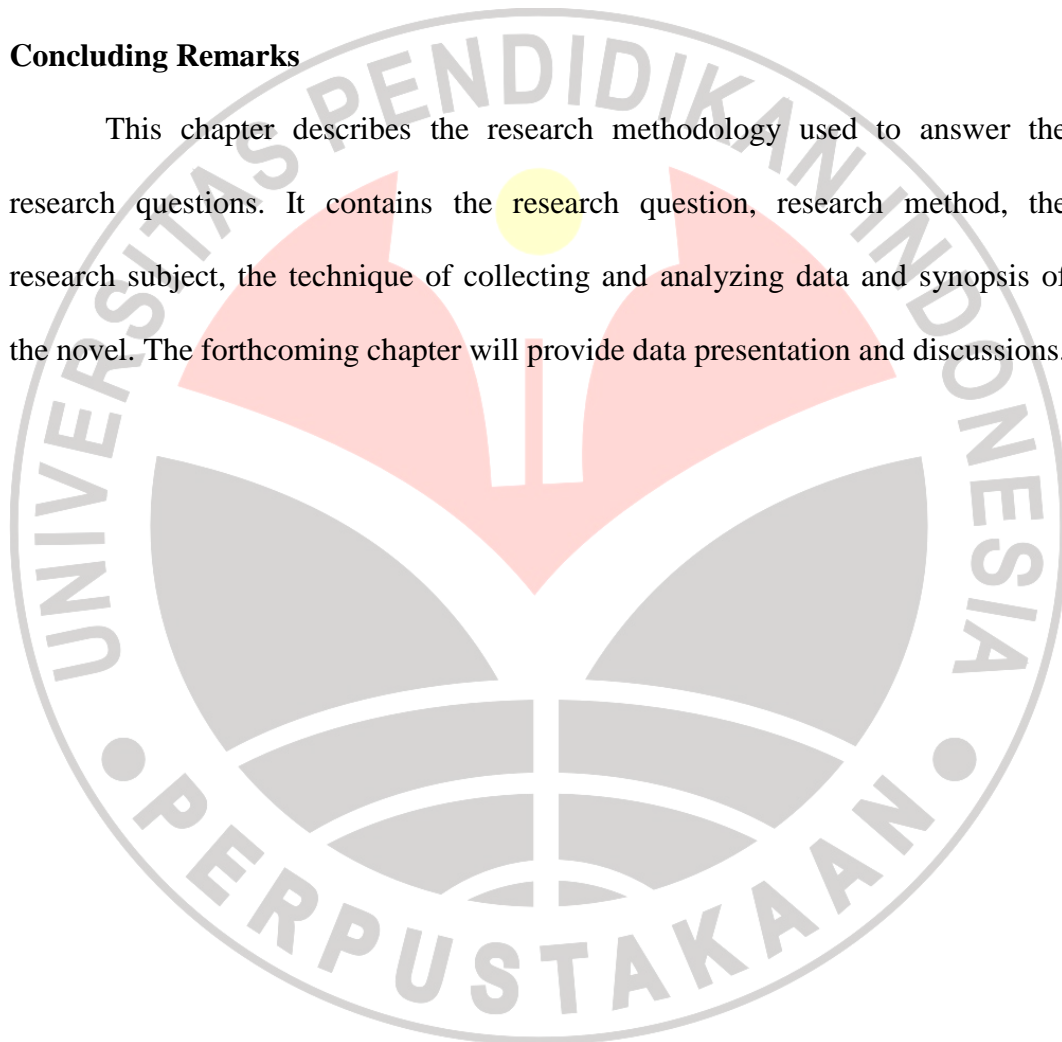 Concluding Remarks
This chapter describes the research methodology used to answer the
research questions. It contains the research question, research method, the
research subject, the technique of collecting and analyzing data and synopsis of
the novel. The forthcoming chapter will provide data presentation and discussions.
UNIVERSITAS PENDIDIKAN INDONESIA
PERPUSTAKAAN